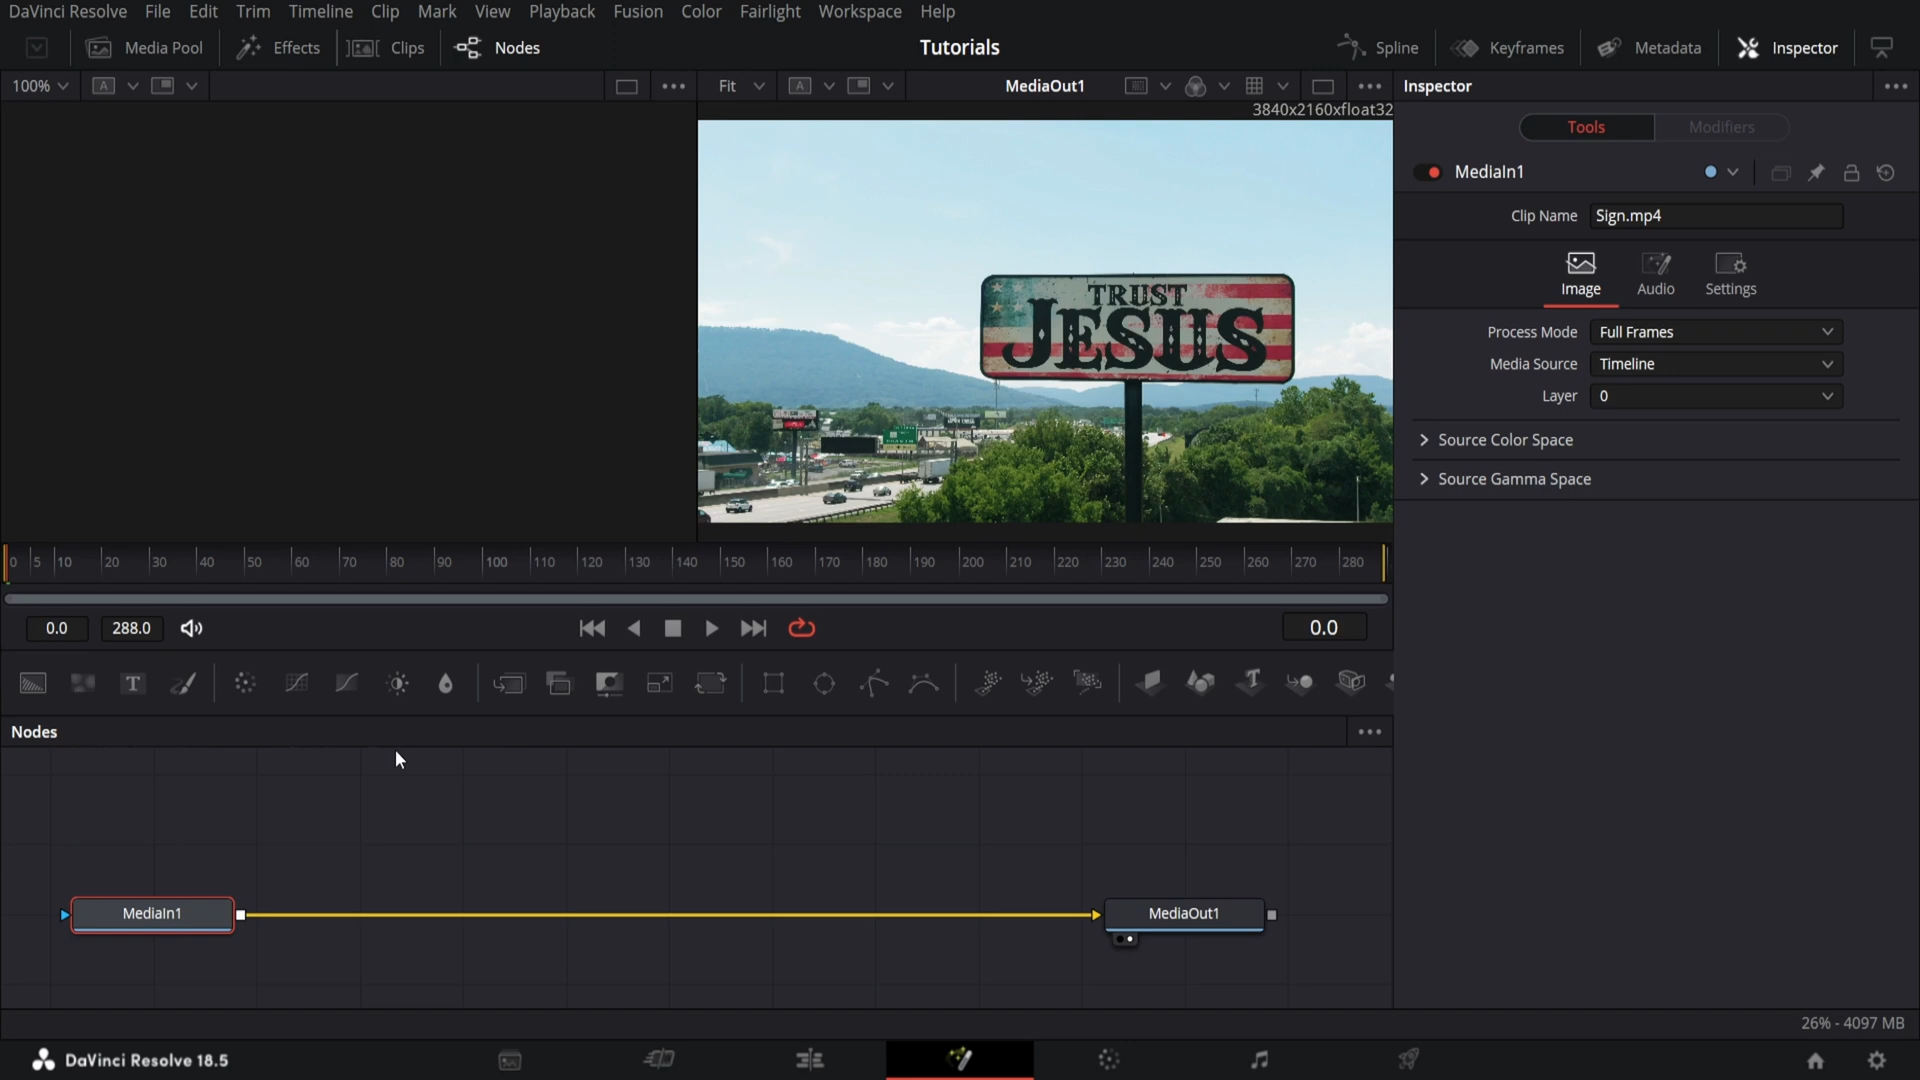 DaVinci Resolve File Edit Trim Timeline Clip Mark View Playback Fusion Color Fairlight Workspace Help
Media Pool Effects Clips Nodes Tutorials Spline Keyframes Metadata Inspector
100% A Fit A MediaOut1 Inspector
3840x2160xfloat32
Tools Modifiers
MediaIn1
Clip Name Sign.mp4
Image Audio Settings
Process Mode Full Frames
Media Source Timeline
Layer 0
Source Color Space
Source Gamma Space
TRUST
JESUS
0 5 10 20 30 40 50 60 70 80 90 100 110 120 130 140 150 160 170 180 190 200 210 220 230 240 250 260 270 280
0.0 288.0 0.0
T T
Nodes
MediaIn1 MediaOut1
26% - 4097 MB
DaVinci Resolve 18.5